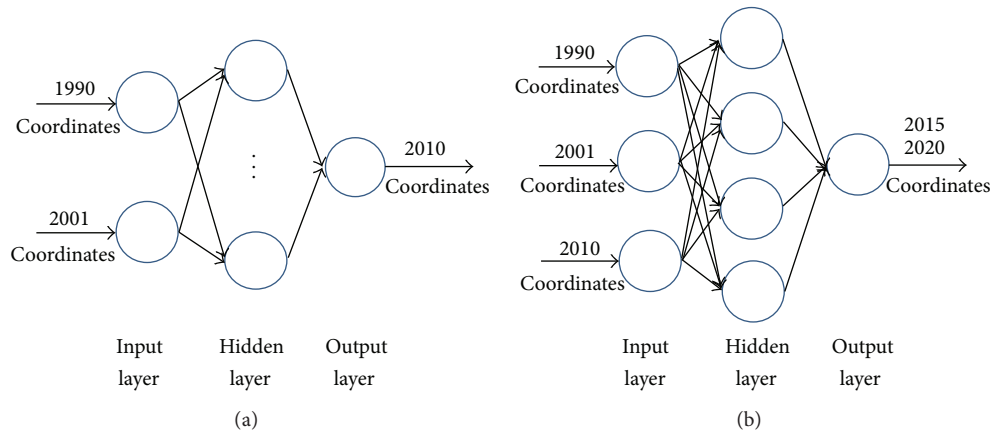 1990
Coordinates
2001
Coordinates
2010
Coordinates
Input
layer
Hidden
layer
Output
layer
(a)
1990
Coordinates
2001
Coordinates
2010
Coordinates
2015
2020
Coordinates
Input
layer
Hidden
layer
Output
layer
(b)